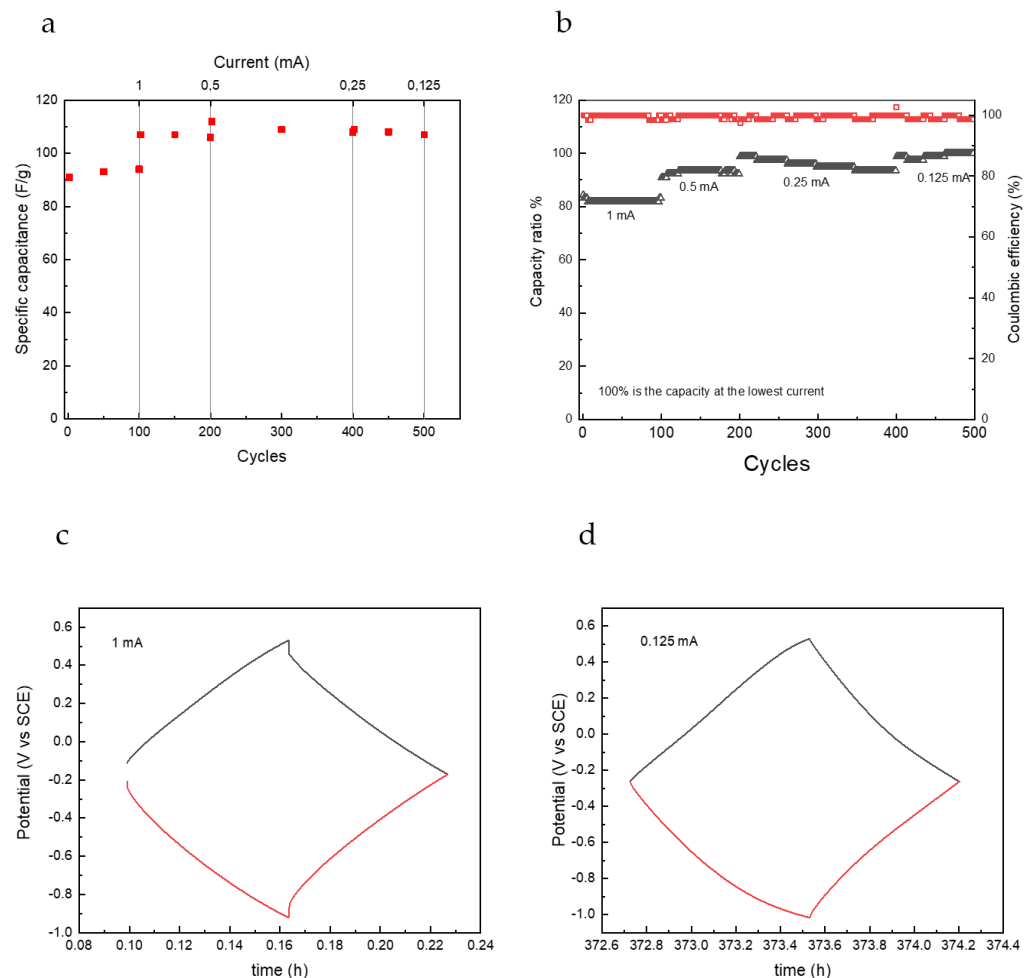 a
Current (mA)
1 0,5 0,25 0,125
120
100
80
60
40
20
0
Specific capacitance (F/g)
0 100 200 300 400 500
Cycles
b
120
100
80
60
40
20
0
Capacity ratio %
1 mA
0.5 mA
0.25 mA
0.125 mA
100% is the capacity at the lowest current
100
80
60
40
20
0
Coulombic efficiency (%)
0 100 200 300 400 500
Cycles
c
1 mA
0.6
0.4
0.2
0.0
-0.2
-0.4
-0.6
-0.8
-1.0
Potential (V vs SCE)
0.08 0.10 0.12 0.14 0.16 0.18 0.20 0.22 0.24
time (h)
d
0.125 mA
0.6
0.4
0.2
0.0
-0.2
-0.4
-0.6
-0.8
-1.0
Potential (V vs SCE)
372.6 372.8 373.0 373.2 373.4 373.6 373.8 374.0 374.2 374.4
time (h)